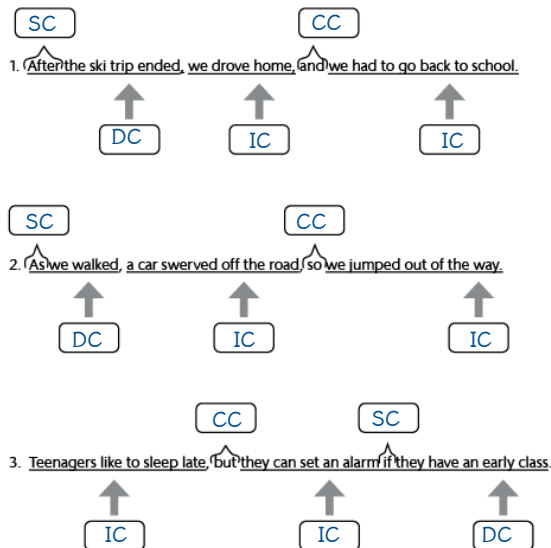 SC CC
1. After the ski trip ended, we drove home, and we had to go back to school.
DC IC IC
SC CC
2. As we walked, a car swerved off the road, so we jumped out of the way.
DC IC IC
CC SC
3. Teenagers like to sleep late, but they can set an alarm if they have an early class.
IC IC DC